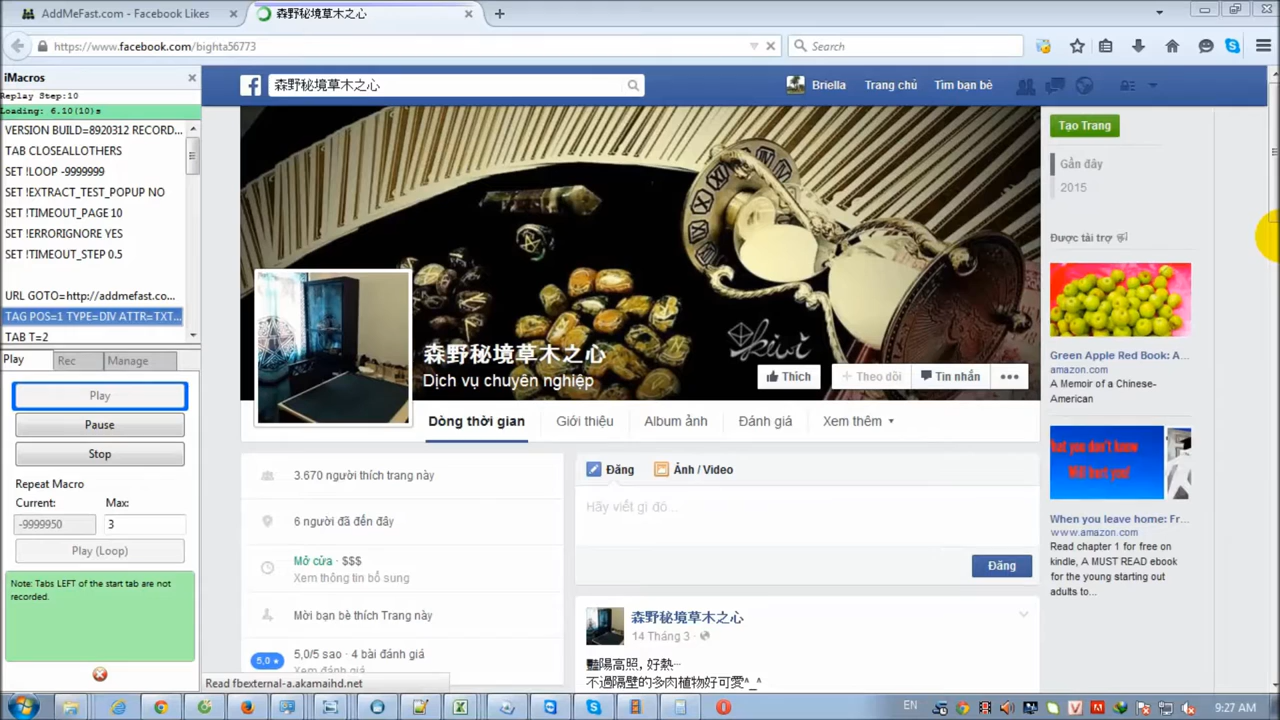 AddMeFast.com - Facebook Likes
森野秘境草木之心
https://www.facebook.com/bighta56773
Search
iMacros
Replay Step:10
Loading: 6.10(10)s
VERSION BUILD=8920312 RECORD...
TAB CLOSEALLOTHERS
SET !LOOP -9999999
SET !EXTRACT_TEST_POPUP NO
SET !TIMEOUT_PAGE 10
SET !ERRORIGNORE YES
SET !TIMEOUT_STEP 0.5
URL GOTO=http://addmefast.co...
TAG POS=1 TYPE=DIV ATTR=TXT...
TAB T=2
Play Rec Manage
Play
Pause
Stop
Repeat Macro
Current: Max:
-9999950 3
Play (Loop)
Note: Tabs LEFT of the start tab are not
recorded.
森野秘境草木之心
Briella Trang chủ Tìm bạn bè
kiwi
森野秘境草木之心
Dịch vụ chuyên nghiệp
Thích
Theo dõi
Tin nhắn
Dòng thời gian Giới thiệu Album ảnh Đánh giá Xem thêm
3.670 người thích trang này
6 người đã đến đây
Mở cửa · $$$
Xem thông tin bổ sung
Mời bạn bè thích Trang này
5,0 5,0/5 sao · 4 bài đánh giá
Xem đánh giá
Đăng Ảnh / Video
Hãy viết gì đó...
Đăng
森野秘境草木之心
14 Tháng 3
豔陽高照, 好熱~
不過隔壁的多肉植物好可愛^_^
Tạo Trang
Gần đây
2015
Được tài trợ
Green Apple Red Book: A...
amazon.com
A Memoir of a Chinese-
American
hat you don't know
Will hurt you!
When you leave home: Fr...
www.amazon.com
Read chapter 1 for free on
kindle, A MUST READ ebook
for the young starting out
adults to...
Read fbexternal-a.akamaihd.net
EN
9:27 AM